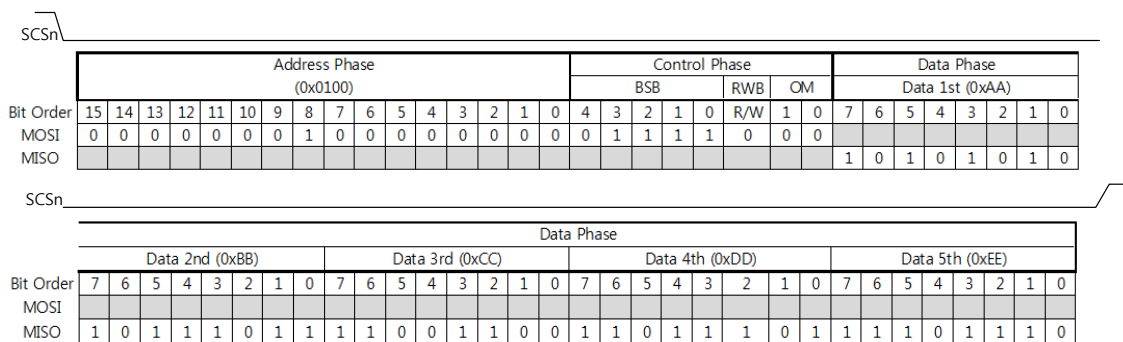 SCSn
Address Phase Control Phase Data Phase
(0x0100) BSB RWB OM Data 1st (0xAA)
Bit Order 15 14 13 12 11 10 9 8 7 6 5 4 3 2 1 0 4 3 2 1 0 R/W 1 0 7 6 5 4 3 2 1 0
MOSI 0 0 0 0 0 0 0 1 0 0 0 0 0 0 0 0 0 1 1 1 1 0 0 0
MISO 1 0 1 0 1 0 1 0
SCSn
Data Phase
Data 2nd (0xBB) Data 3rd (0xCC) Data 4th (0xDD) Data 5th (0xEE)
Bit Order 7 6 5 4 3 2 1 0 7 6 5 4 3 2 1 0 7 6 5 4 3 2 1 0 7 6 5 4 3 2 1 0
MOSI
MISO 1 0 1 1 1 0 1 1 1 1 0 0 1 1 0 0 1 1 0 1 1 1 0 1 1 1 1 0 1 1 1 0